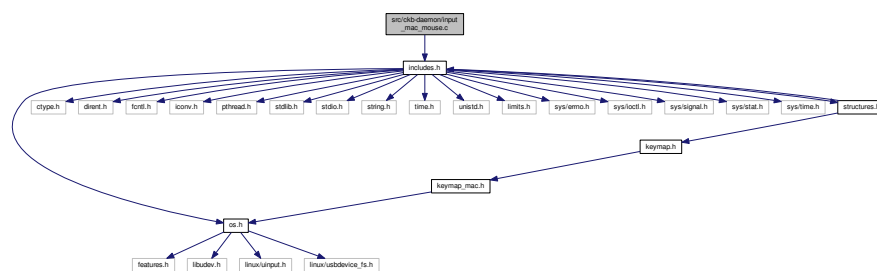 src/ckb-daemon/input
_mac_mouse.c
includes.h
ctype.h
dirent.h
fcntl.h
iconv.h
pthread.h
stdlib.h
stdio.h
string.h
time.h
unistd.h
limits.h
sys/errno.h
sys/ioctl.h
sys/signal.h
sys/stat.h
sys/time.h
structures.h
keymap.h
keymap_mac.h
os.h
features.h
libudev.h
linux/uinput.h
linux/usbdevice_fs.h